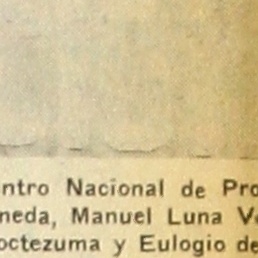 ntro Nacional de Pro
neda, Manuel Luna V
octezuma y Eulogio de